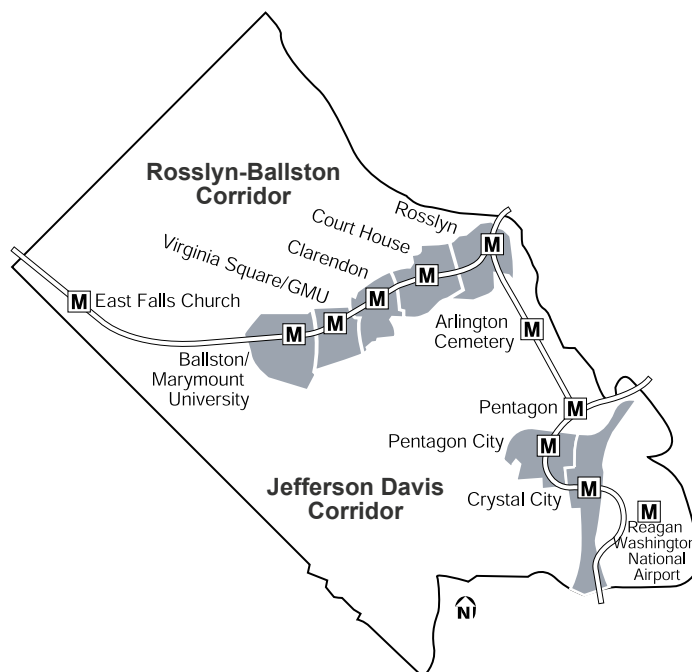 Rosslyn-Ballston
Corridor
Rosslyn
Court House
Clarendon
Virginia Square/GMU
M
M
M
M
M
M
East Falls Church
Ballston/
Marymount
University
Arlington
Cemetery
M
Pentagon
M
Pentagon City
M
Jefferson Davis
Corridor
Crystal City
M
M
Reagan
Washington
National
Airport
N